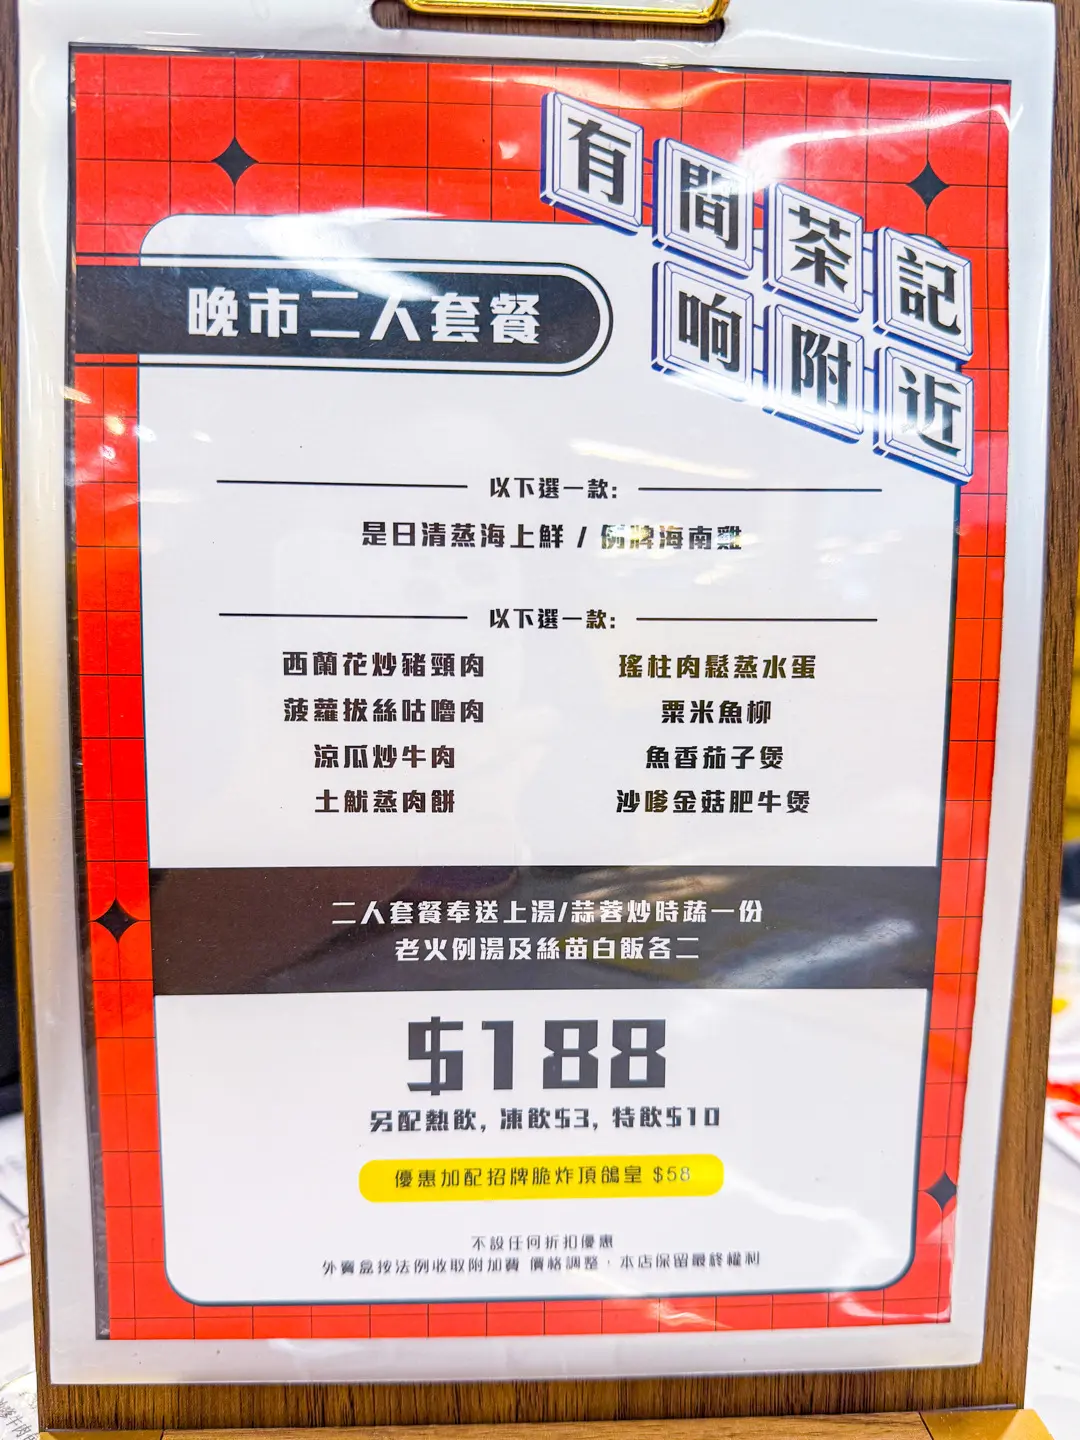 有間茶記
响附近
晚市二人套餐
以下選一款:
是日清蒸海上鮮 / 例牌海南雞
以下選一款:
西蘭花炒豬頸肉
瑤柱肉鬆蒸水蛋
菠蘿拔絲咕嚕肉
粟米魚柳
涼瓜炒牛肉
魚香茄子煲
土魷蒸肉餅
沙嗲金菇肥牛煲
二人套餐奉送上湯/蒜蓉炒時蔬一份
老火例湯及絲苗白飯各二
$188
另配熱飲, 凍飲$3, 特飲$10
優惠加配招牌脆炸頂鴿皇 $58
不設任何折扣優惠
外賣盒按法例收取附加費 價格調整，本店保留最終權利